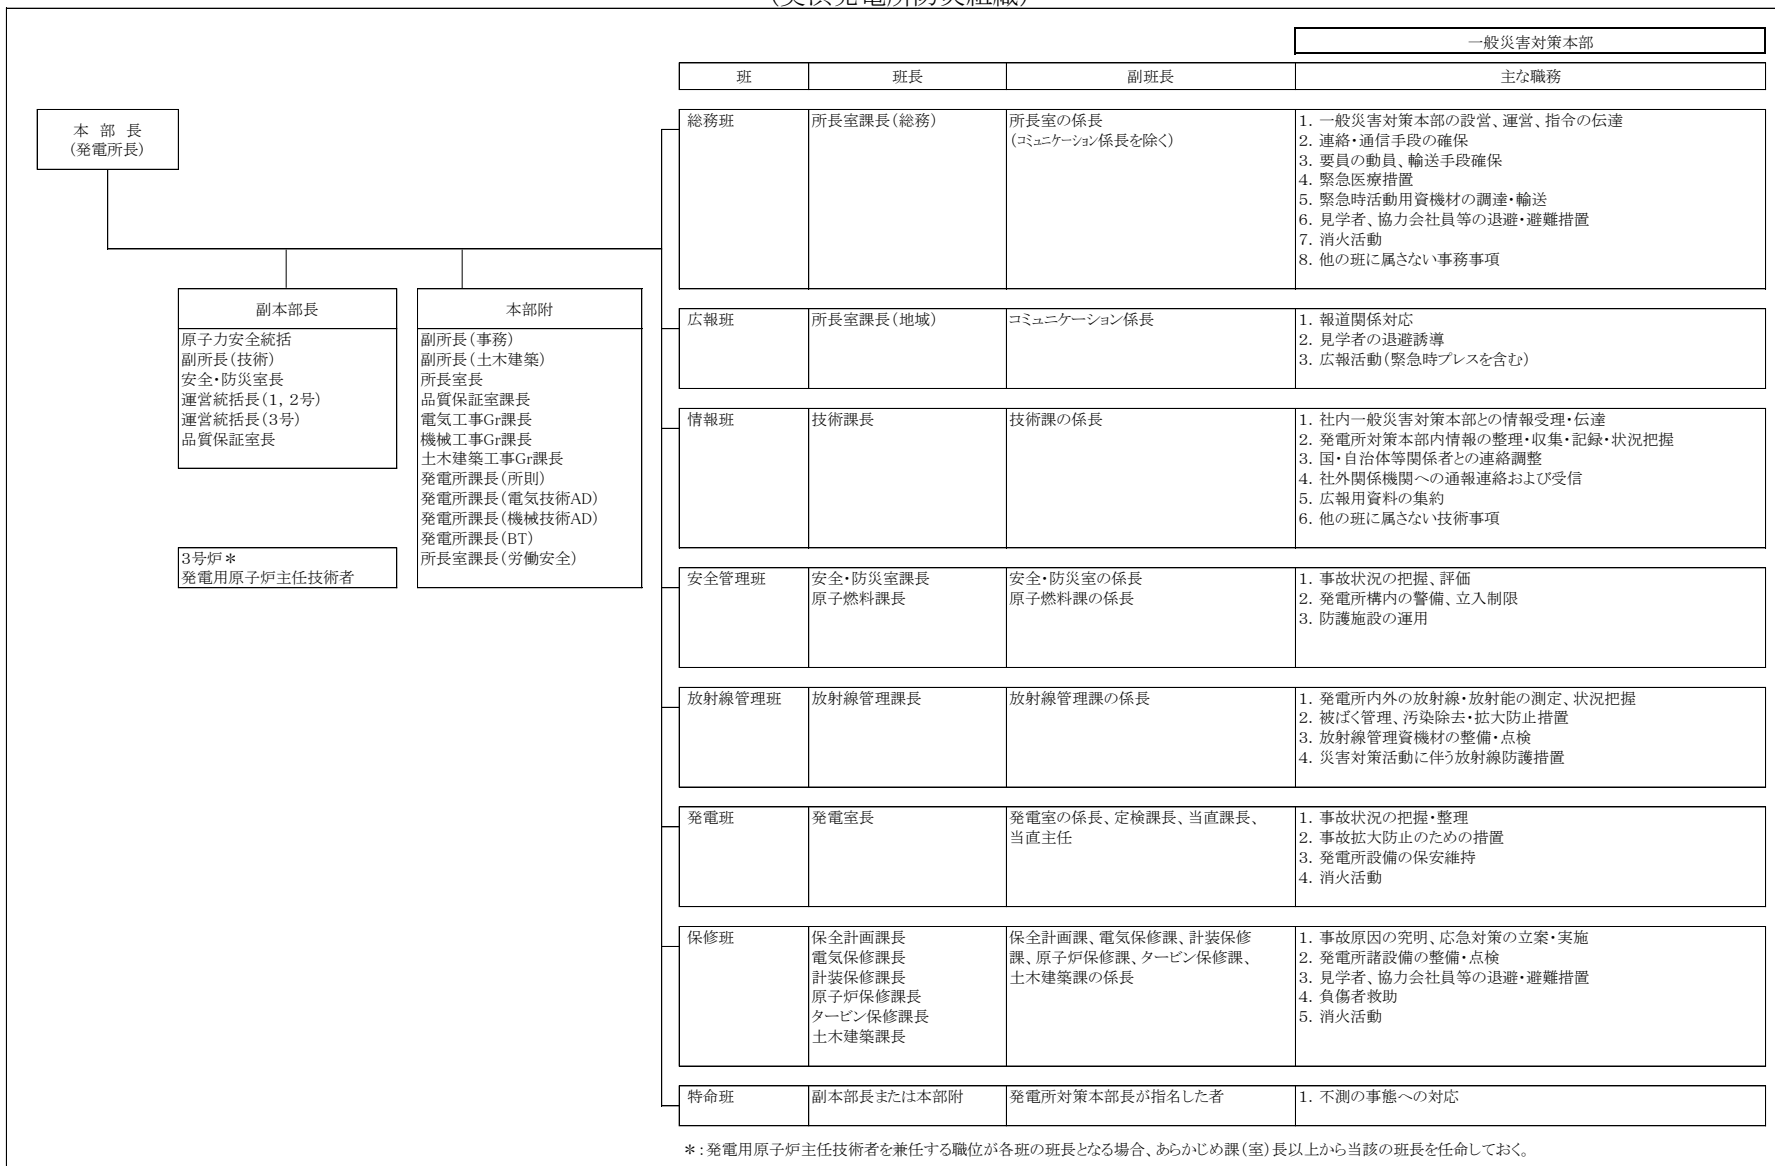 一般災害対策本部
班 班長 副班長 主な職務
本 部 長
(発電所長)
副本部長
原子力安全統括
副所長(技術)
安全・防災室長
運営統括長(1, 2号)
運営統括長(3号)
品質保証室長
3号炉*
発電用原子炉主任技術者
本部附
副所長(事務)
副所長(土木建築)
所長室長
品質保証室課長
電気工事Gr課長
機械工事Gr課長
土木建築工事Gr課長
発電所課長(所則)
発電所課長(電気技術AD)
発電所課長(機械技術AD)
発電所課長(BT)
所長室課長(労働安全)
総務班
所長室課長(総務)
所長室の係長
(コミュニケーション係長を除く)
1. 一般災害対策本部の設営、運営、指令の伝達
2. 連絡・通信手段の確保
3. 要員の動員、輸送手段確保
4. 緊急医療措置
5. 緊急時活動用資機材の調達・輸送
6. 見学者、協力会社員等の退避・避難措置
7. 消火活動
8. 他の班に属さない事務事項
広報班
所長室課長(地域)
コミュニケーション係長
1. 報道関係対応
2. 見学者の退避誘導
3. 広報活動(緊急時プレスを含む)
情報班
技術課長
技術課の係長
1. 社内一般災害対策本部との情報受理・伝達
2. 発電所対策本部内情報の整理・収集・記録・状況把握
3. 国・自治体等関係者との連絡調整
4. 社外関係機関への通報連絡および受信
5. 広報用資料の集約
6. 他の班に属さない技術事項
安全管理班
安全・防災室課長
原子燃料課長
安全・防災室の係長
原子燃料課の係長
1. 事故状況の把握、評価
2. 発電所構内の警備、立入制限
3. 防護施設の運用
放射線管理班
放射線管理課長
放射線管理課の係長
1. 発電所内外の放射線・放射能の測定、状況把握
2. 被ばく管理、汚染除去・拡大防止措置
3. 放射線管理資機材の整備・点検
4. 災害対策活動に伴う放射線防護措置
発電班
発電室長
発電室の係長、定検課長、当直課長、
当直主任
1. 事故状況の把握・整理
2. 事故拡大防止のための措置
3. 発電所設備の保安維持
4. 消火活動
保修班
保全計画課長
電気保修課長
計装保修課長
原子炉保修課長
タービン保修課長
土木建築課長
保全計画課、電気保修課、計装保修
課、原子炉保修課、タービン保修課、
土木建築課の係長
1. 事故原因の究明、応急対策の立案・実施
2. 発電所諸設備の整備・点検
3. 見学者、協力会社員等の退避・避難措置
4. 負傷者救助
5. 消火活動
特命班
副本部長または本部附
発電所対策本部長が指名した者
1. 不測の事態への対応
*:発電用原子炉主任技術者を兼任する職位が各班の班長となる場合、あらかじめ課(室)長以上から当該の班長を任命しておく。